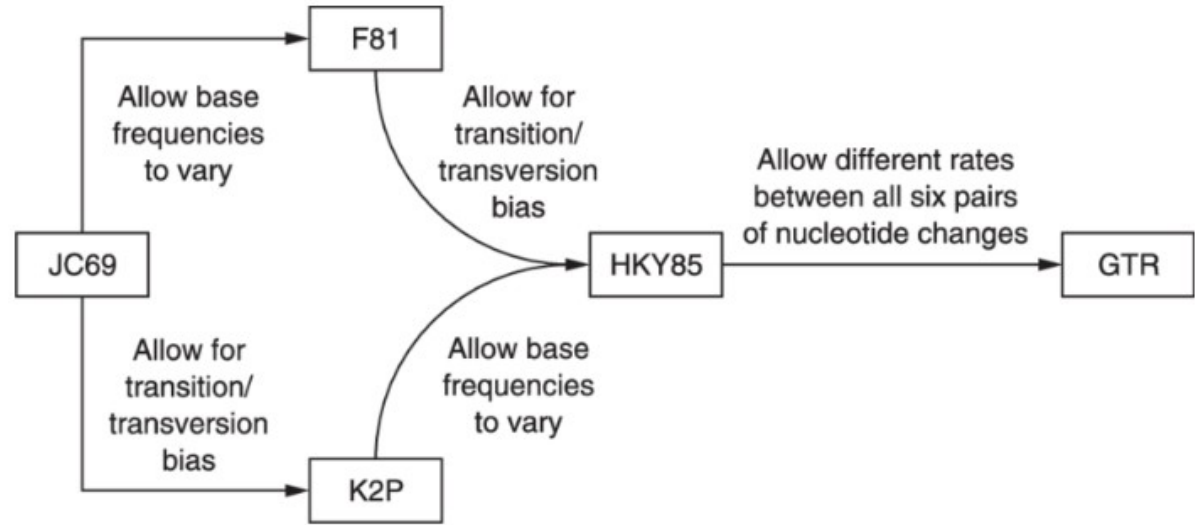 F81
Allow base
frequencies
to vary
Allow for
transition/
transversion
bias
Allow different rates
between all six pairs
of nucleotide changes
JC69
HKY85
GTR
Allow for
transition/
transversion
bias
Allow base
frequencies
to vary
K2P